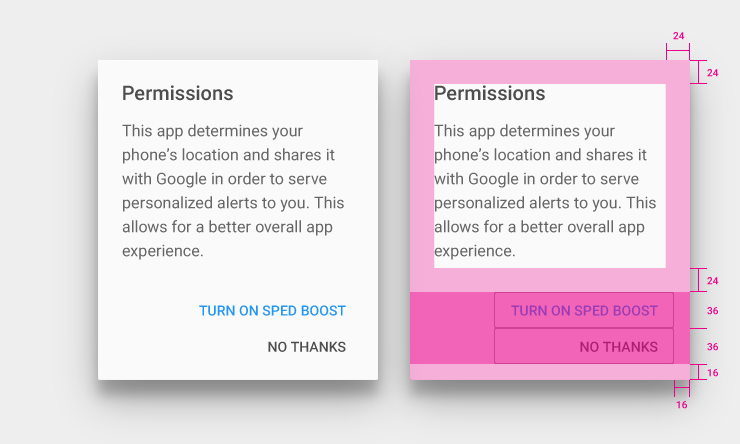 Permissions
This app determines your
phone’s location and shares it
with Google in order to serve
personalized alerts to you. This
allows for a better overall app
experience.
TURN ON SPED BOOST
NO THANKS
24
24
Permissions
This app determines your
phone’s location and shares it
with Google in order to serve
personalized alerts to you. This
allows for a better overall app
experience.
24
TURN ON SPED BOOST
36
NO THANKS
36
16
16